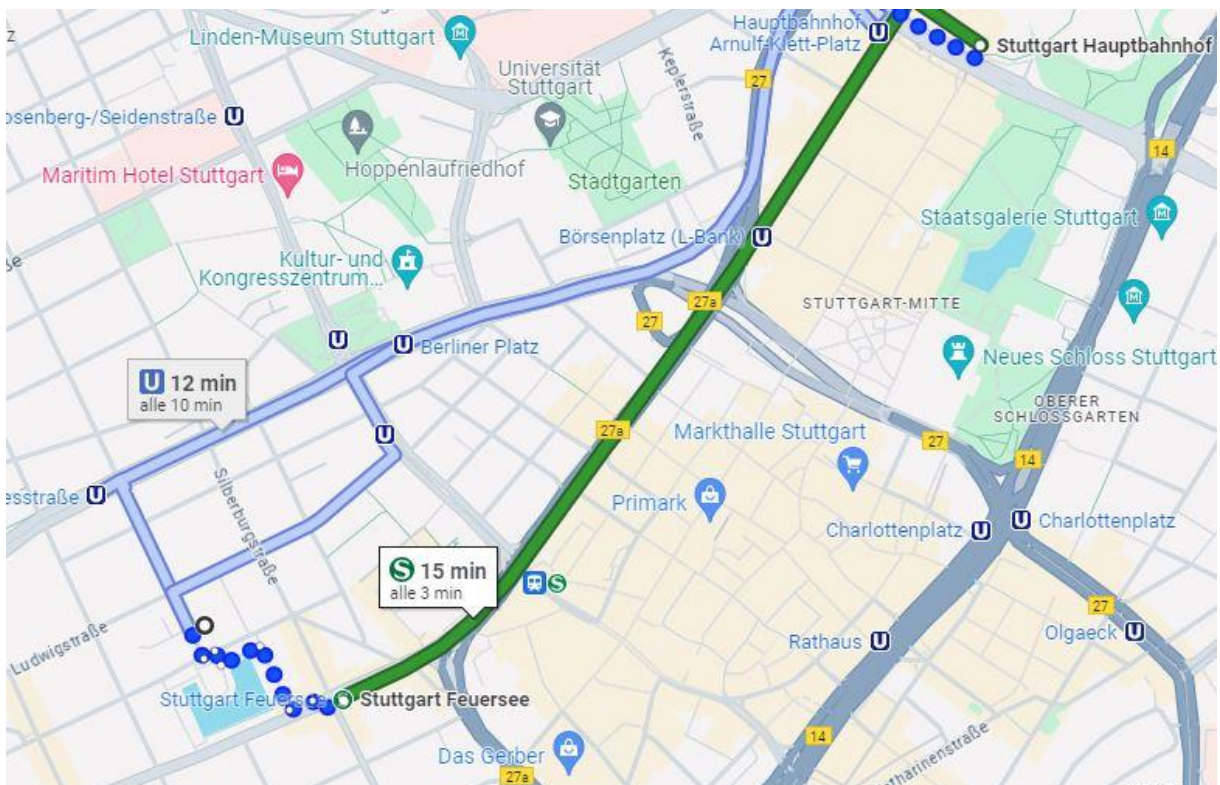 Linden-Museum Stuttgart
Hauptbahnhof
Arnulf-Klett-Platz
Stuttgart Hauptbahnhof
Universität
Stuttgart
Keplerstraße
27
osenberg-/Seidenstraße
14
Hoppenlaufriedhof
Maritim Hotel Stuttgart
Stadtgarten
Staatsgalerie Stuttgart
Börsenplatz (L-Bank)
Kultur- und
Kongresszentrum...
27a
STUTTGART-MITTE
27
Berliner Platz
Neues Schloss Stuttgart
U 12 min
alle 10 min
OBERER
SCHLOSSGARTEN
27a
Markthalle Stuttgart
27
14
esstraße
Silberburgstraße
Primark
Charlottenplatz
Charlottenplatz
S 15 min
alle 3 min
27
Ludwigstraße
Rathaus
Olgaeck
Stuttgart Feuersee
Stuttgart Feuersee
14
Das Gerber
27a